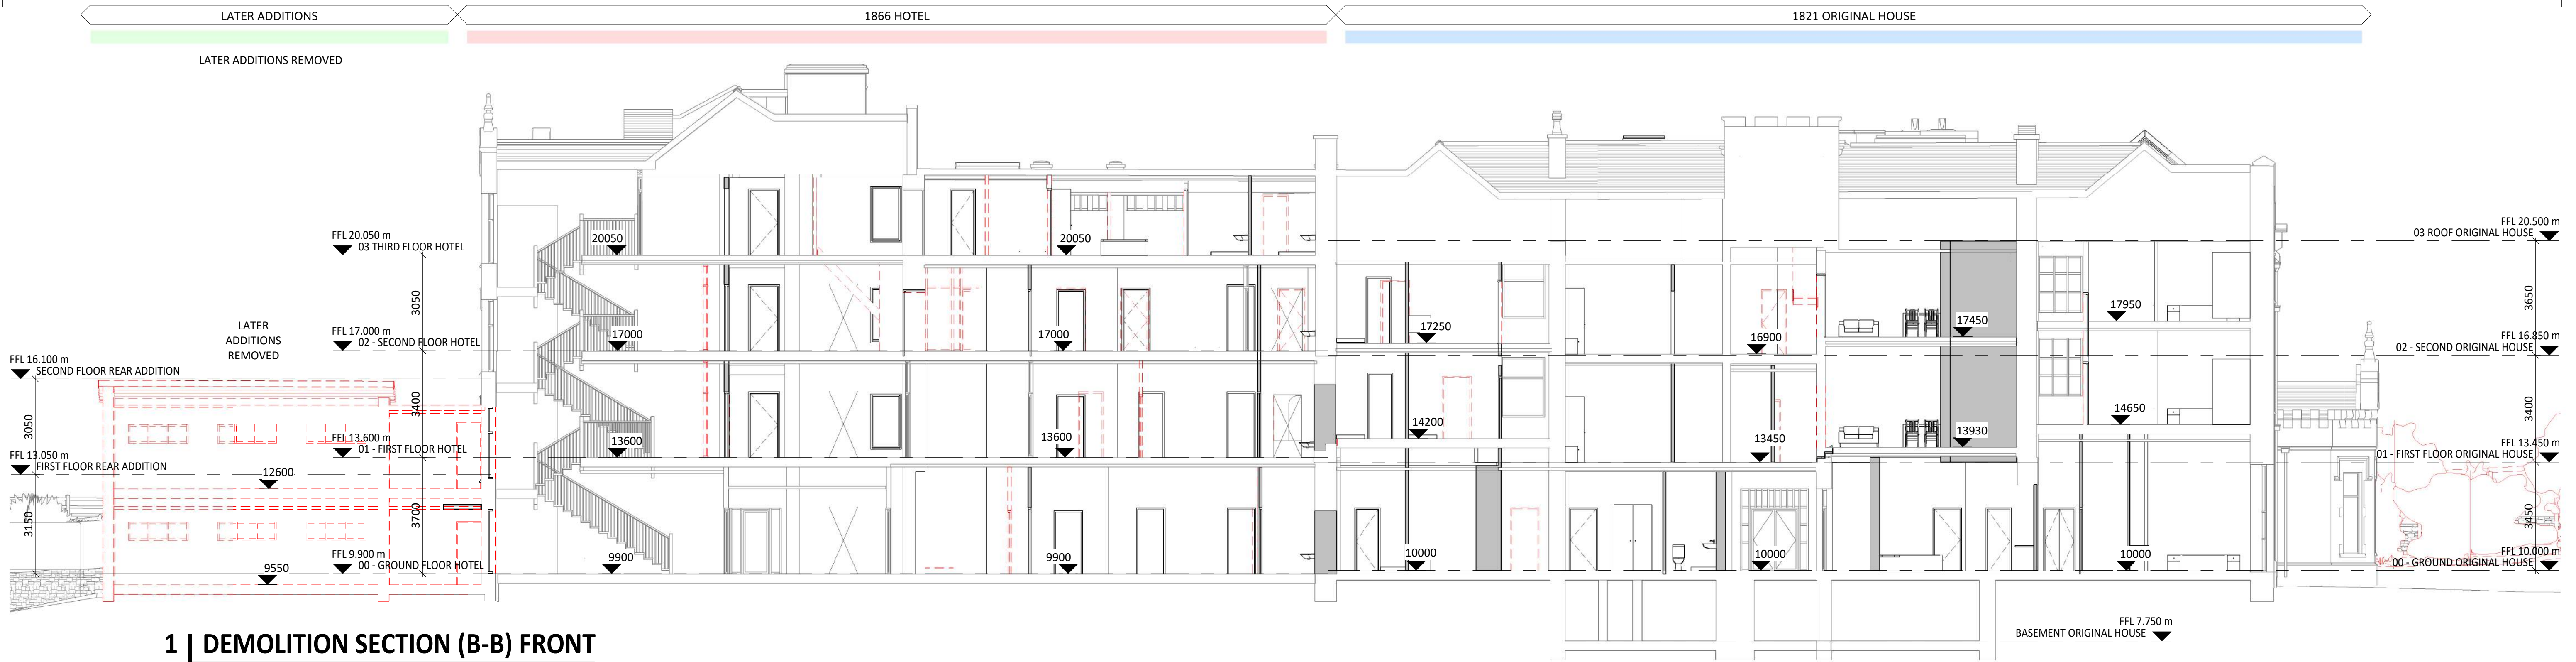 LATER ADDITIONS
1866 HOTEL
1821 ORIGINAL HOUSE
LATER ADDITIONS REMOVED
FFL 20.050 m
03 THIRD FLOOR HOTEL
20050
20050
FFL 20.500 m
03 ROOF ORIGINAL HOUSE
3050
3650
LATER
ADDITIONS
REMOVED
FFL 17.000 m
02 - SECOND FLOOR HOTEL
17000
17000
17250
16900
17450
17950
FFL 16.850 m
02 - SECOND ORIGINAL HOUSE
FFL 16.100 m
SECOND FLOOR REAR ADDITION
3050
3400
3400
FFL 13.600 m
01 - FIRST FLOOR HOTEL
13600
13600
14200
13450
13930
14650
FFL 13.450 m
01 - FIRST FLOOR ORIGINAL HOUSE
FFL 13.050 m
FIRST FLOOR REAR ADDITION
12600
3150
3700
3450
FFL 9.900 m
00 - GROUND FLOOR HOTEL
9550
9900
9900
10000
10000
10000
FFL 10.000 m
00 - GROUND ORIGINAL HOUSE
FFL 7.750 m
BASEMENT ORIGINAL HOUSE
1 | DEMOLITION SECTION (B-B) FRONT